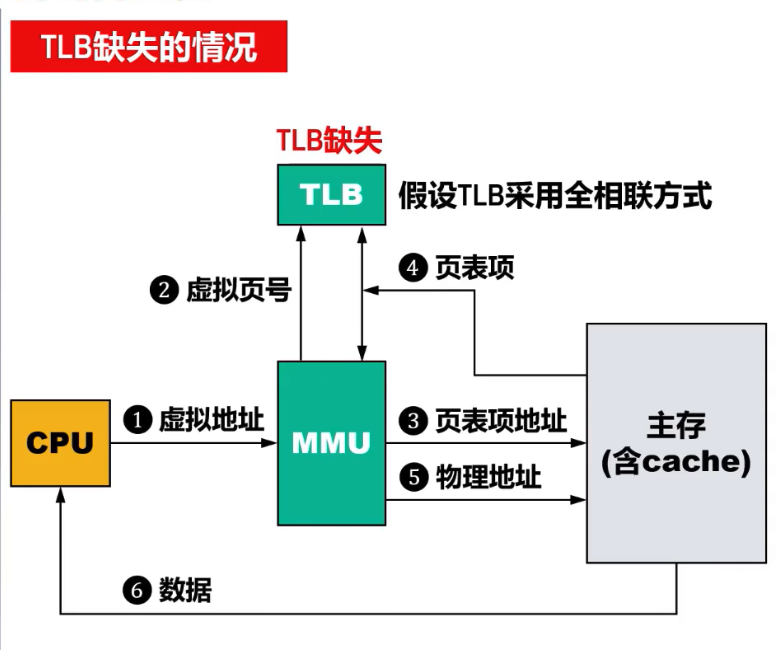 TLB缺失的情况
TLB缺失
TLB
假设TLB采用全相联方式
❷ 虚拟页号
❹ 页表项
❶ 虚拟地址
CPU
MMU
❸ 页表项地址
❺ 物理地址
主存
(含cache)
❻ 数据